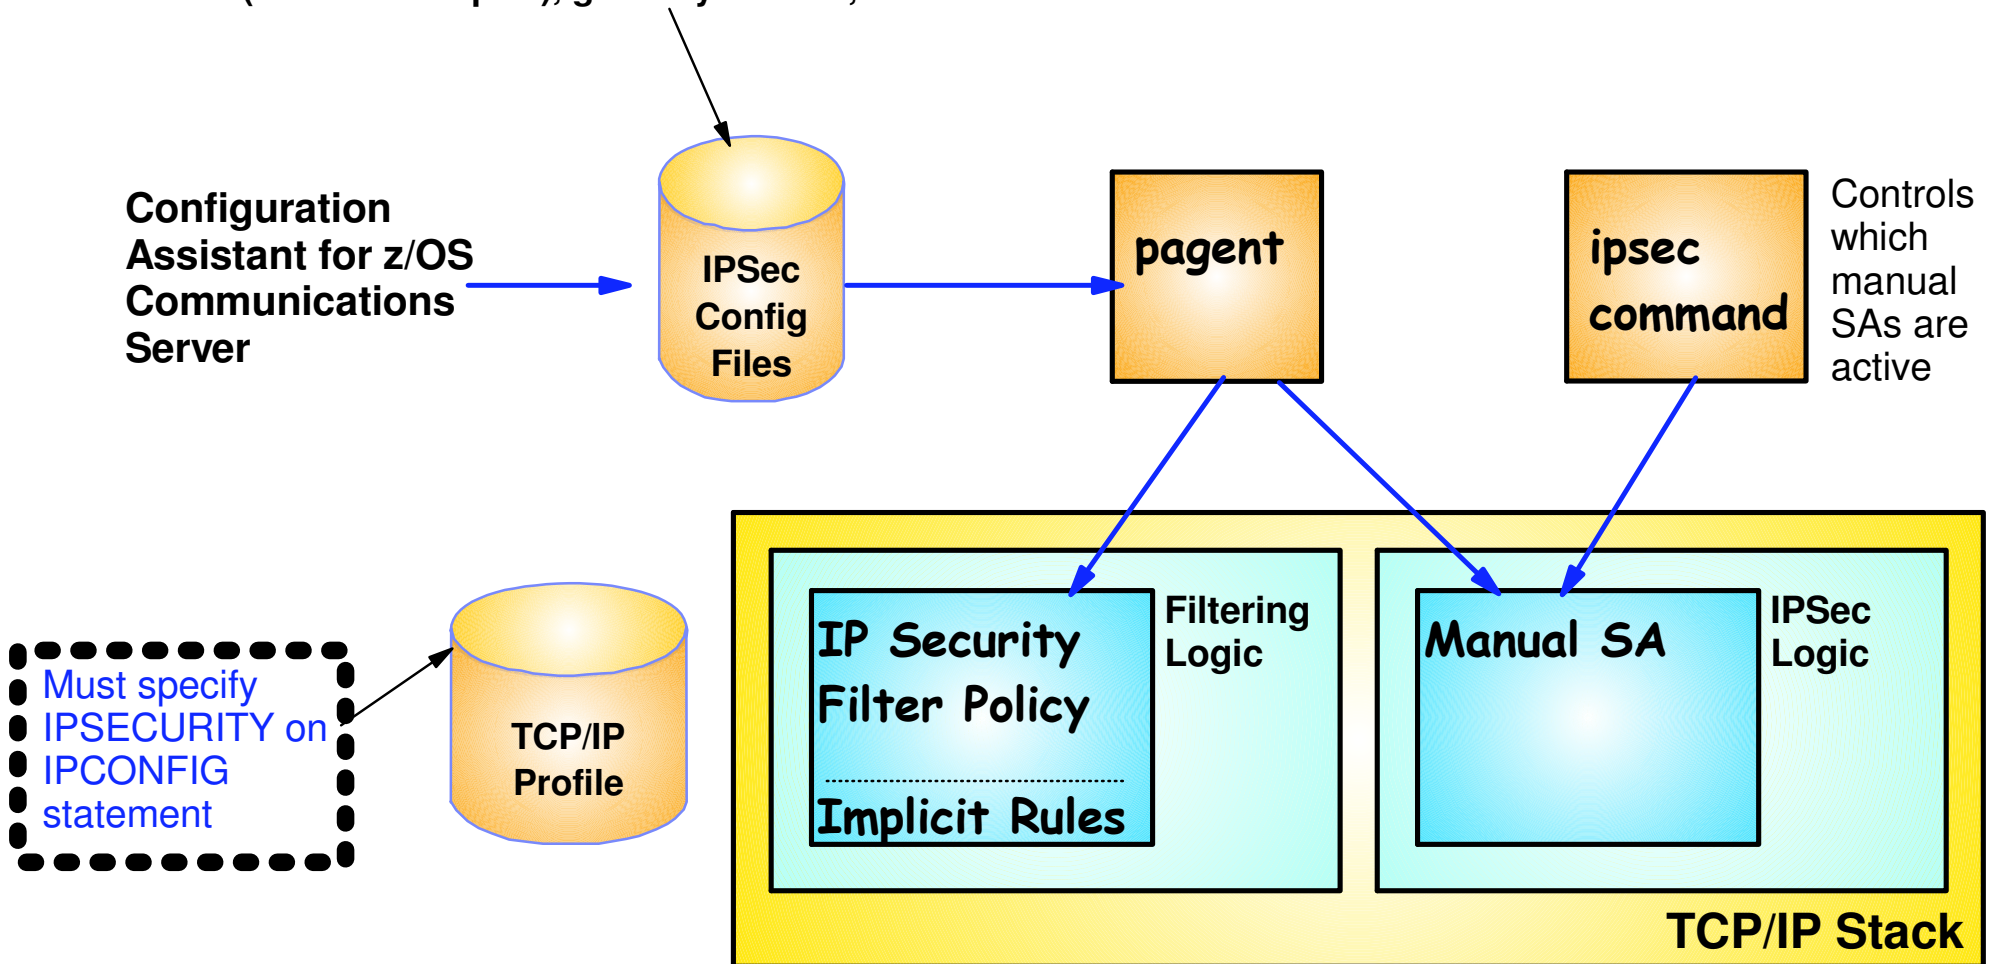 Configuration
Assistant for z/OS
Communications
Server
IPSec
Config
Files
pagent
ipsec
command
Controls
which
manual
SAs are
active
Must specify
IPSECURITY on
IPCONFIG
statement
TCP/IP
Profile
IP Security
Filter Policy
Implicit Rules
Filtering
Logic
Manual SA
IPSec
Logic
TCP/IP Stack